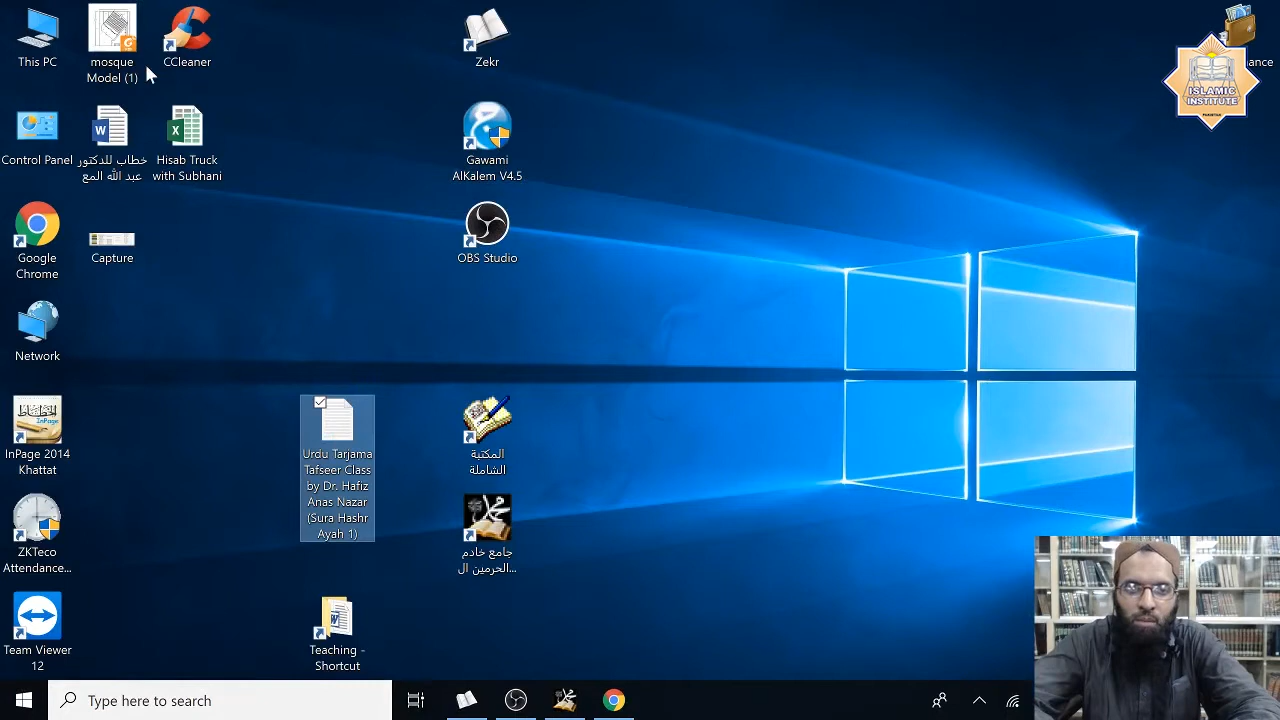 This PC
mosque
Model (1)
CCleaner
Zekr
ance
ISLAMIC
INSTITUTE
PAKISTAN
Control Panel
خطاب للدكتور
عبد الله المع
Hisab Truck
with Subhani
Gawami
AlKalem V4.5
Google
Chrome
Capture
OBS Studio
Network
InPage
InPage 2014
Khattat
Urdu Tarjama
Tafseer Class
by Dr. Hafiz
Anas Nazar
(Sura Hashr
Ayah 1)
المكتبة
الشاملة
ZKTeco
Attendance...
جامع خادم
الحرمين ال...
Team Viewer
12
Teaching -
Shortcut
Type here to search